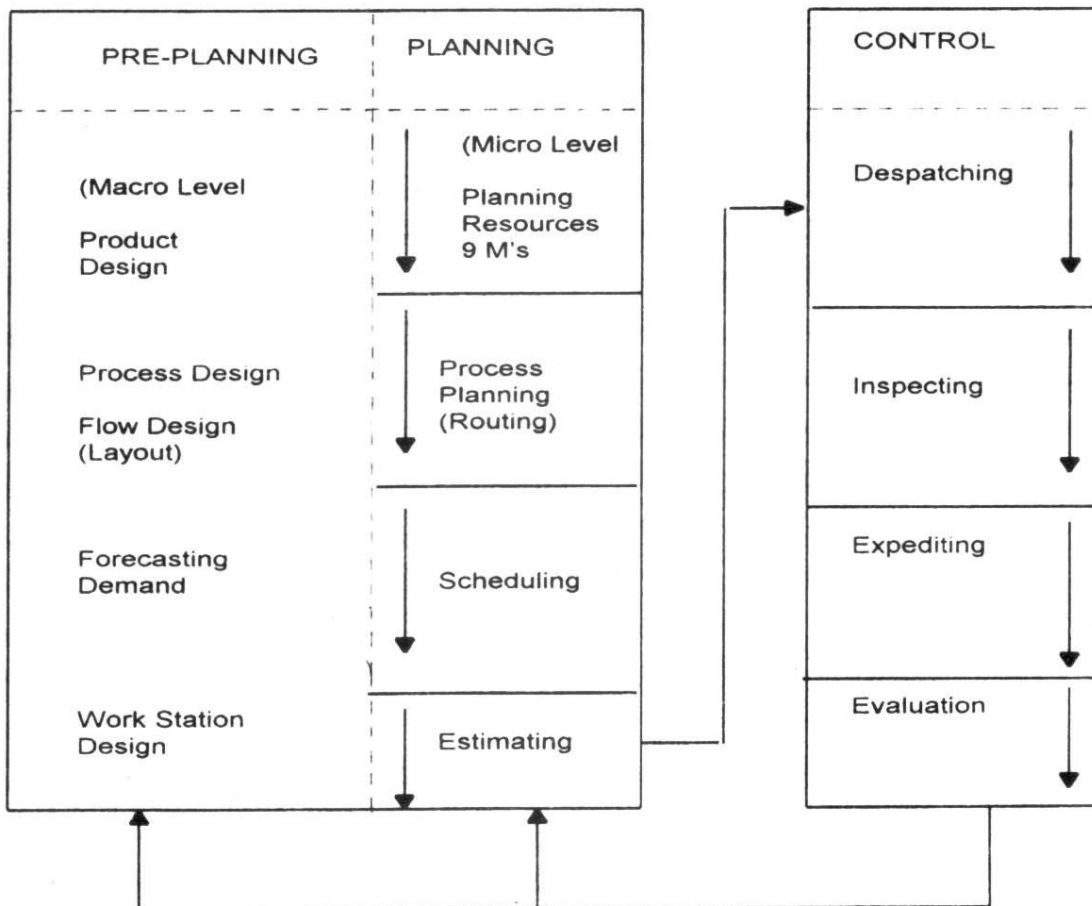 PRE-PLANNING
(Macro Level
Product
Design
Process Design
Flow Design
(Layout)
Forecasting
Demand
Work Station
Design
PLANNING
(Micro Level
Planning
Resources
9 M's
Process
Planning
(Routing)
Scheduling
Estimating
CONTROL
Despatching
Inspecting
Expediting
Evaluation